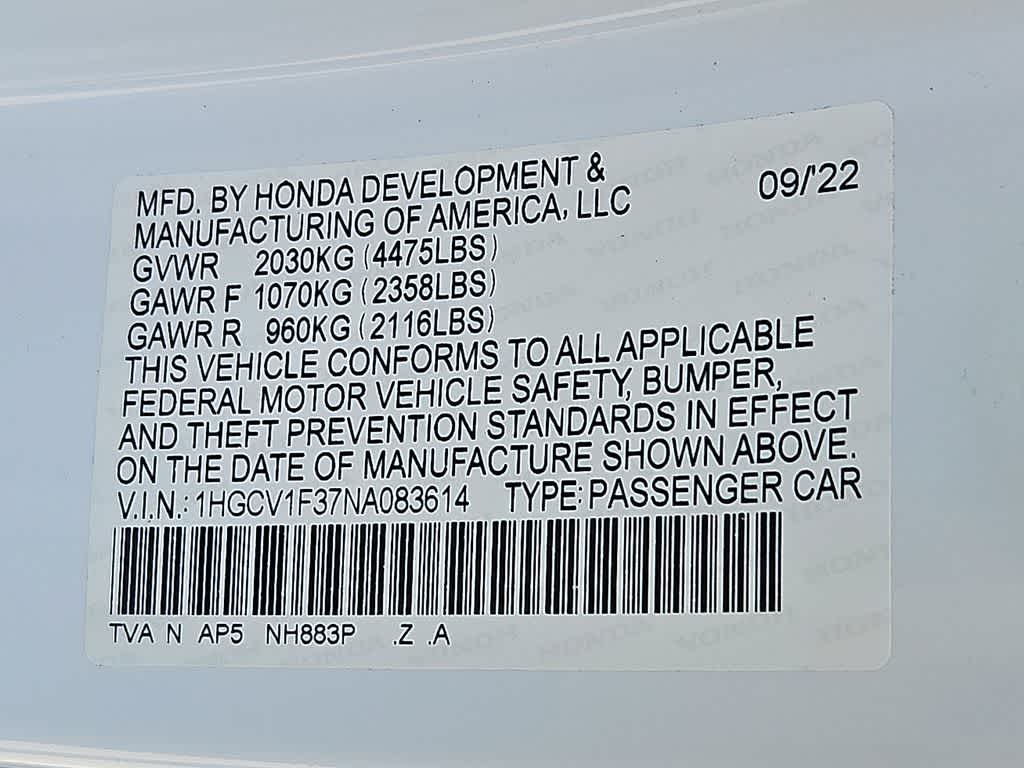 MFD. BY HONDA DEVELOPMENT & 09/'22
MANUFACTURING OF AMERICA, LLC
GVWR 2030KG (4475LBS)
GAWR F 1070KG (2358LBS)
GAWR R 960KG (2116LBS)
THIS VEHICLE CONFORMS TO ALL APPLICABLE
FEDERAL MOTOR VEHICLE SAFETY, BUMPER,
AND THEFT PREVENTION STANDARDS IN EFFECT
ON THE DATE OF MANUFACTURE SHOWN ABOVE.
V.I.N.: 1HGCV1F37NA083614 TYPE: PASSENGER CAR
TVA N AP5 NH883P .Z .A